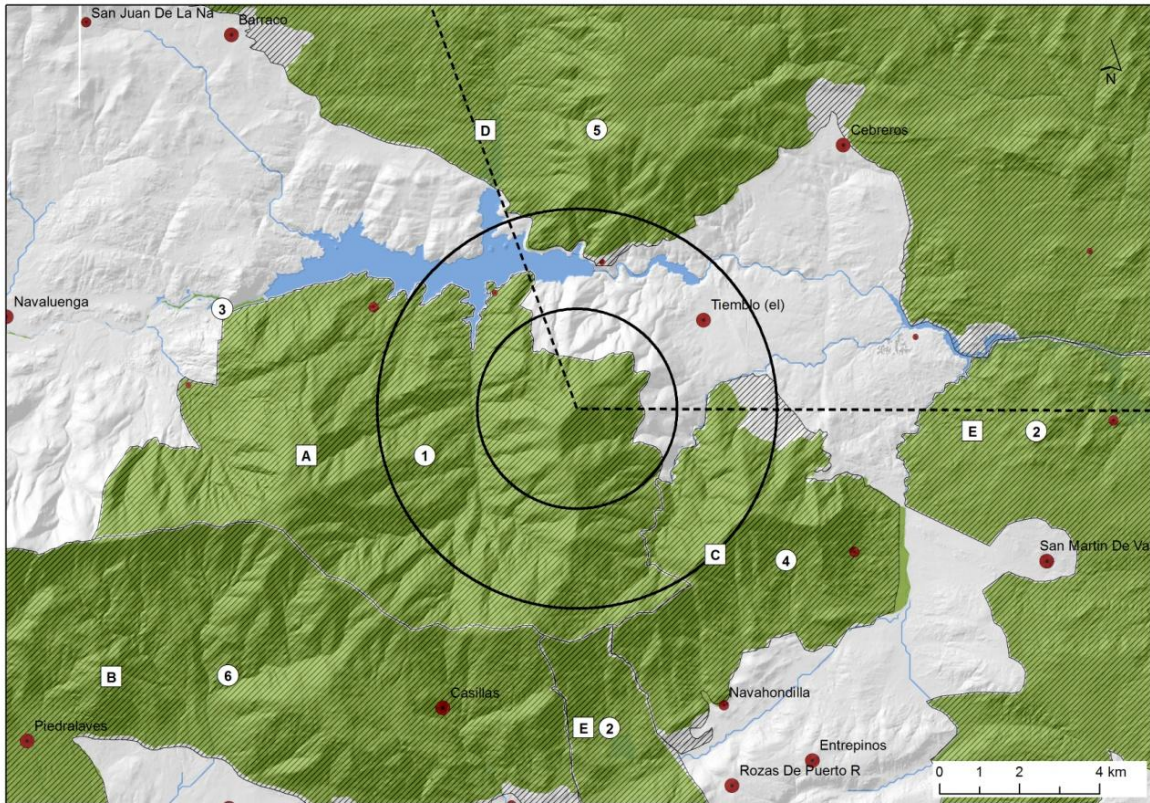 San Juan De La Na
Barraco
N
D
5
Cebreros
3
Navaluenga
Tiemblo (el)
A
1
E
2
C
4
San Martin De Va
B
6
Casillas
Navahondilla
E
2
Piedralaves
Entrepinos
Rozas De Puerto R
0 1 2 4 km